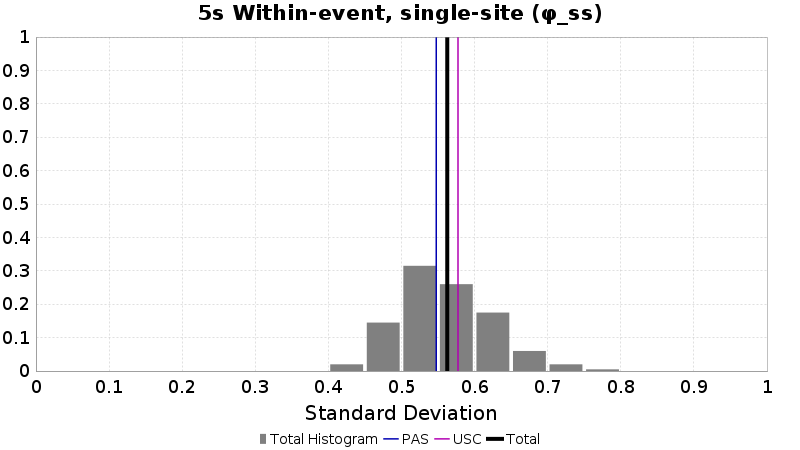 5s Within-event, single-site (φ_ss)
1
0.9
0.8
0.7
0.6
0.5
0.4
0.3
0.2
0.1
0
0 0.1 0.2 0.3 0.4 0.5 0.6 0.7 0.8 0.9 1
Standard Deviation
Total Histogram PAS USC Total